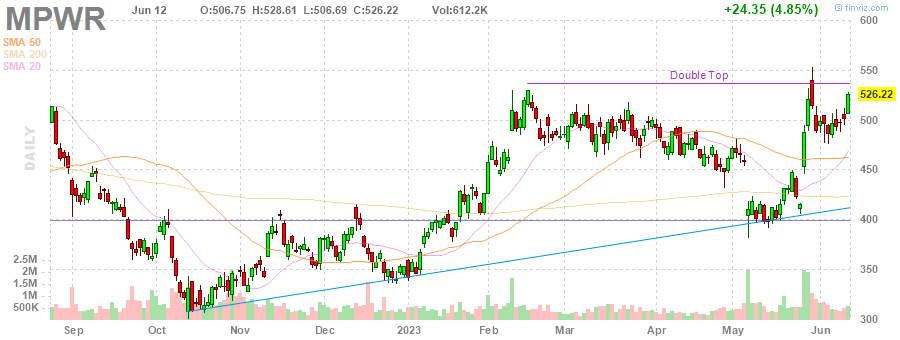 MPWR Jun 12 O:506.75 H:528.61 L:506.69 C:526.22 Vol:612.2K +24.35 (4.85%) finviz.com
SMA 50
SMA 200
SMA 20
DAILY
Double Top
600
550
526.22
500
450
400
350
300
2.5M
2M
1.5M
1M
500K
Sep Oct Nov Dec 2023 Feb Mar Apr May Jun